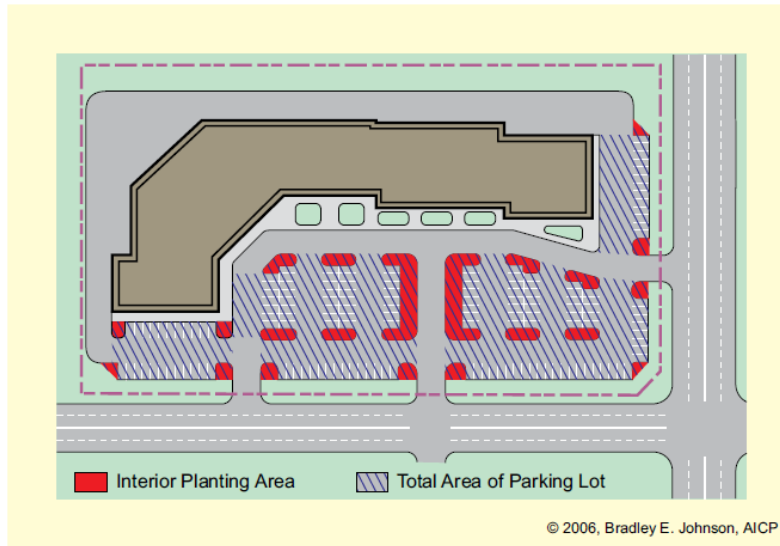 Interior Planting Area
Total Area of Parking Lot
© 2006, Bradley E. Johnson, AICP